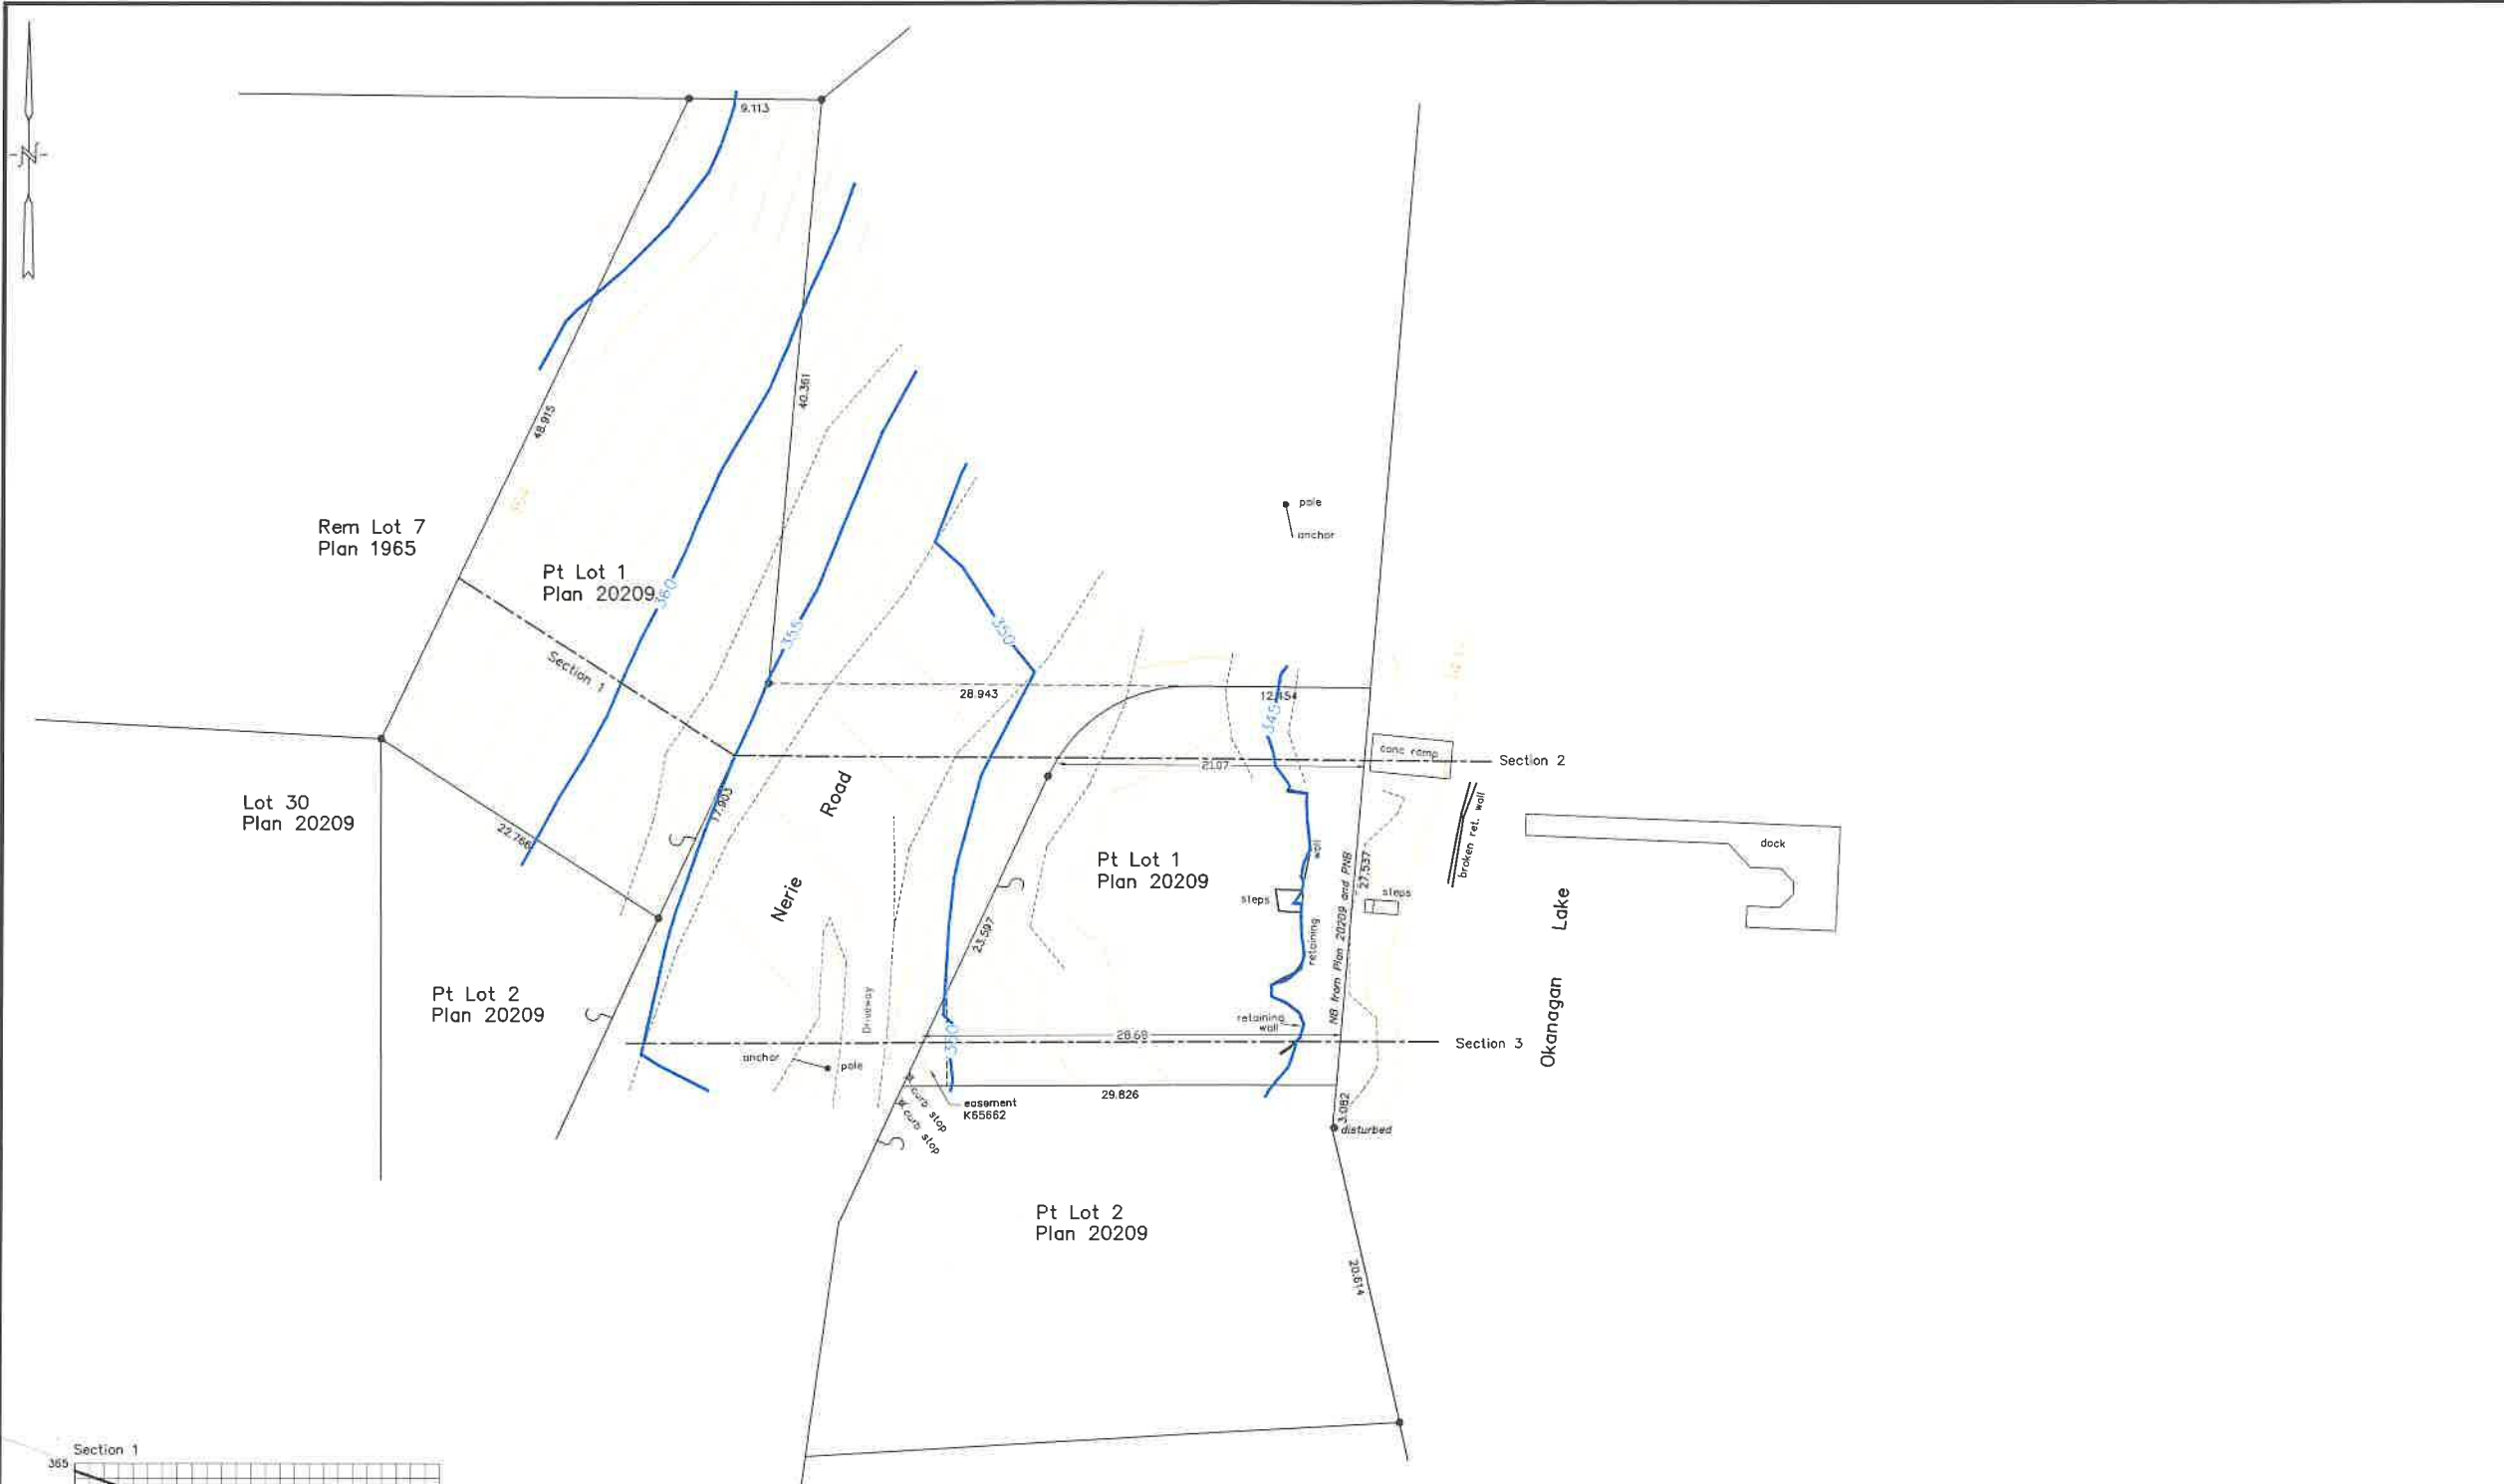 N
9.113
40.361
48.915
pole
anchor
Rem Lot 7
Plan 1965
Pt Lot 1
Plan 20209
360
355
350
Section 1
28.943
12.454
345
conc ramp
Section 2
21.07
Road
Nerie
17.903
Lot 30
Plan 20209
22.766
broken ret. wall
dock
Pt Lot 1
Plan 20209
wall
retaining
steps
steps
27.537
NB from Plan 20209 and PNB
Okanagan Lake
23.597
Pt Lot 2
Plan 20209
Driveway
retaining
wall
28.68
350
Section 3
anchor
pole
easement
K65662
29.826
curb stop
curb stop
3.082
disturbed
Pt Lot 2
Plan 20209
20.614
Section 1
365